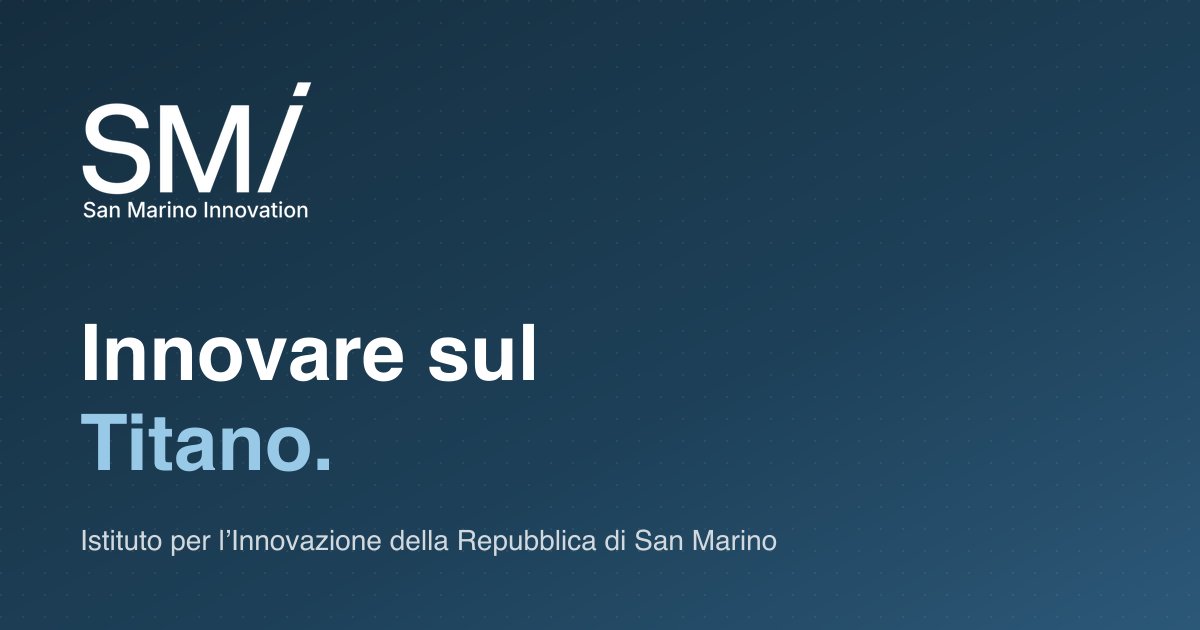 SMi
San Marino Innovation
Innovare sul
Titano.
Istituto per l’Innovazione della Repubblica di San Marino